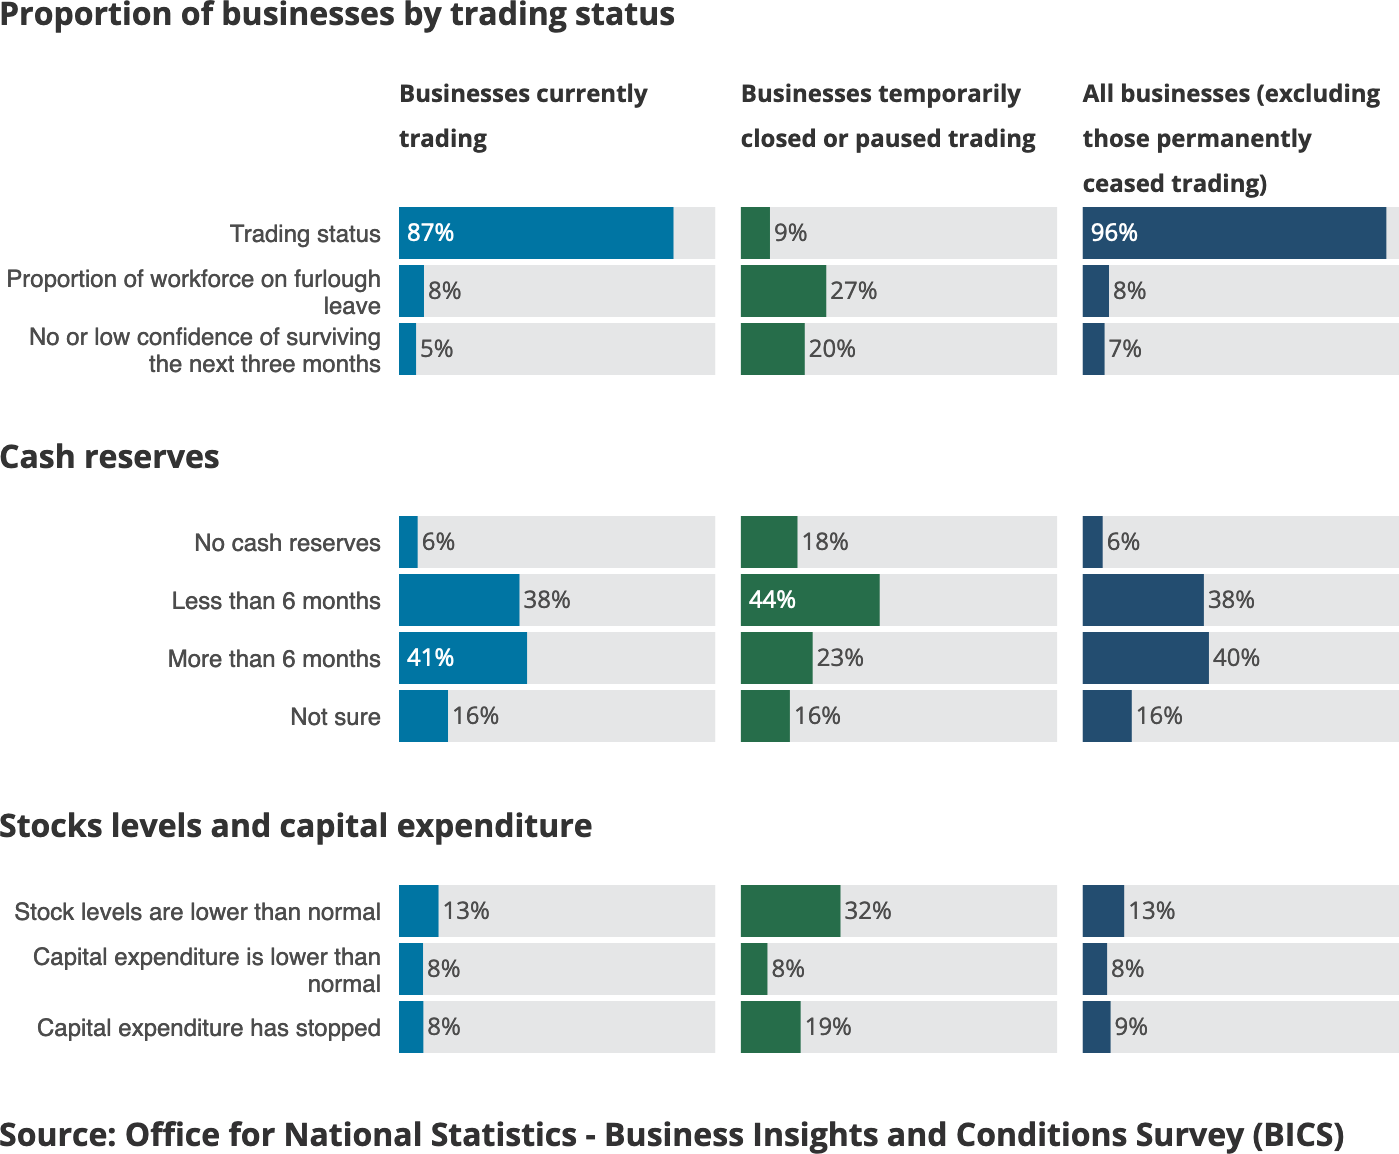 Proportion of businesses by trading status
Businesses currently
trading
Businesses temporarily
closed or paused trading
All businesses (excluding
those permanently
ceased trading)
Trading status 87% 9% 96%
Proportion of workforce on furlough
leave 8% 27% 8%
No or low confidence of surviving
the next three months 5% 20% 7%
Cash reserves
No cash reserves 6% 18% 6%
Less than 6 months 38% 44% 38%
More than 6 months 41% 23% 40%
Not sure 16% 16% 16%
Stocks levels and capital expenditure
Stock levels are lower than normal 13% 32% 13%
Capital expenditure is lower than
normal 8% 8% 8%
Capital expenditure has stopped 8% 19% 9%
Source: Office for National Statistics - Business Insights and Conditions Survey (BICS)